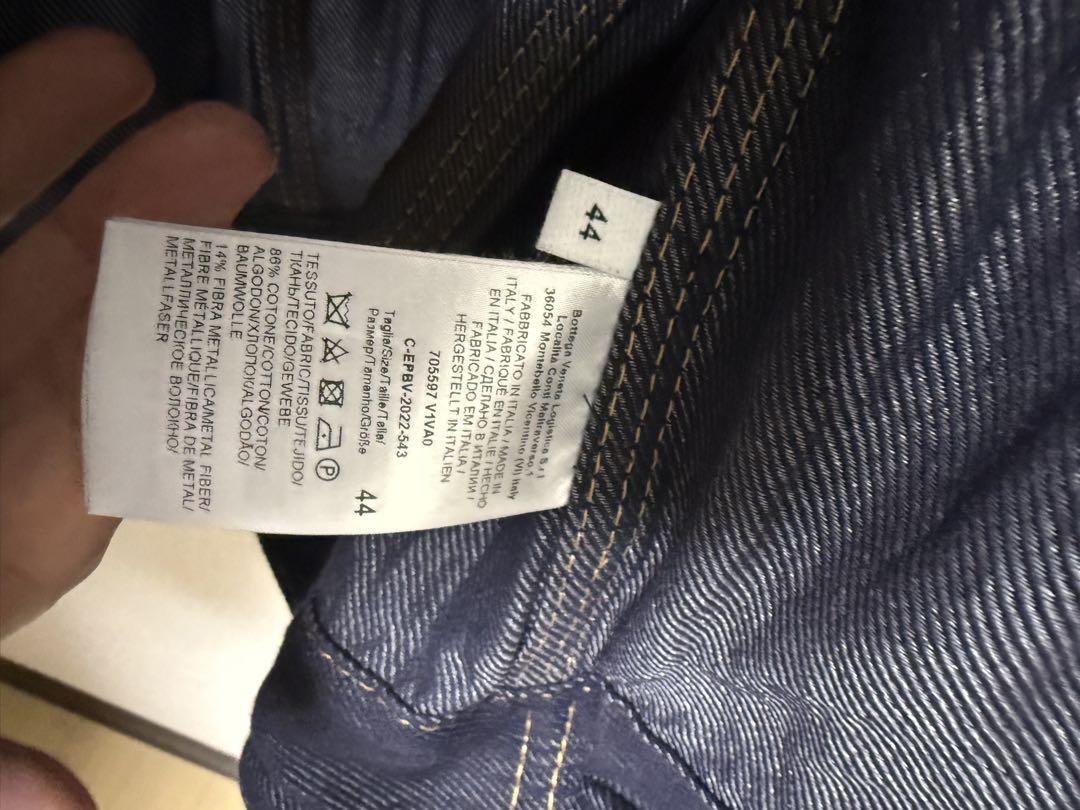 44
Bottega Veneta Logistica S.r.l
Località Conti Maltraverso,1
36054 Montebello Vicentino (VI) Italy
FABBRICATO IN ITALIA / MADE IN
ITALY / FABRIQUÉ EN ITALIE / HECHO
EN ITALIA / СДЕЛАНО В ИТАЛИИ /
FABRICADO EM ITALIA /
HERGESTELLT IN ITALIEN
705597 V1VA0
C-EPBV-2022-543
Taglia/Size/Taille/Talla/
Размер/Tamanho/Größe
44
P
TESSUTO/FABRIC/TISSU/TEJIDO/
ТКАНЬ/TECIDO/GEWEBE
86% COTONE/COTTON/COTON/
ALGODON/ХЛОПОК/ALGODÃO/
BAUMWOLLE
14% FIBRA METALLICA/METAL FIBER/
FIBRE METALLIQUE/FIBRA DE METAL/
МЕТАЛЛИЧЕСКОЕ ВОЛОКНО/
METALLFASER